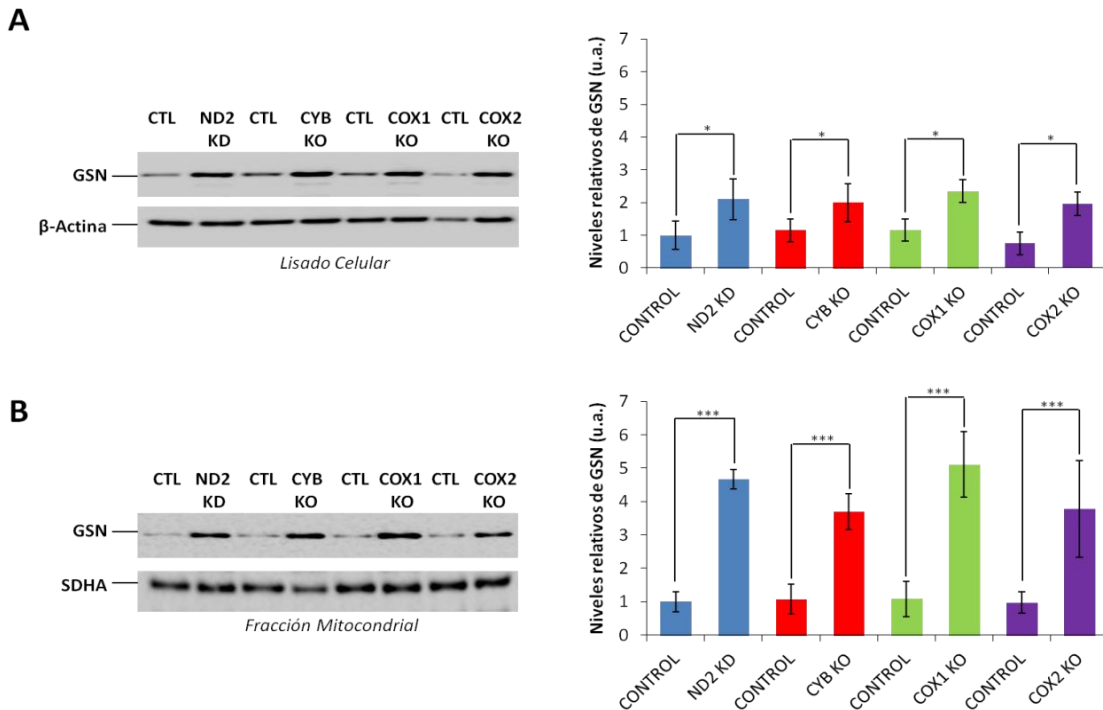 A
CTL ND2 KD CTL CYB KO CTL COX1 KO CTL COX2 KO
GSN
β-Actina
Lisado Celular
Niveles relativos de GSN (u.a.)
7
6
5
4
3
2
1
0
* * * *
CONTROL ND2 KD CONTROL CYB KO CONTROL COX1 KO CONTROL COX2 KO
B
CTL ND2 KD CTL CYB KO CTL COX1 KO CTL COX2 KO
GSN
SDHA
Fracción Mitocondrial
Niveles relativos de GSN (u.a.)
7
6
5
4
3
2
1
0
*** *** *** ***
CONTROL ND2 KD CONTROL CYB KO CONTROL COX1 KO CONTROL COX2 KO